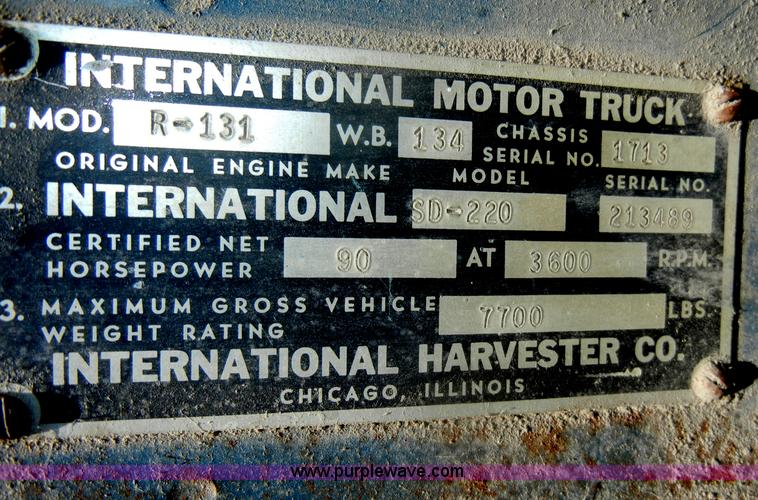 INTERNATIONAL MOTOR TRUCK
1. MOD. R-131 W.B. 134 CHASSIS SERIAL NO. 1713
ORIGINAL ENGINE MAKE MODEL SERIAL NO.
2. INTERNATIONAL SD-220 213489
CERTIFIED NET HORSEPOWER 90 AT 3600 R.P.M.
3. MAXIMUM GROSS VEHICLE WEIGHT RATING 7700 LBS.
INTERNATIONAL HARVESTER CO.
CHICAGO, ILLINOIS
www.purplewave.com